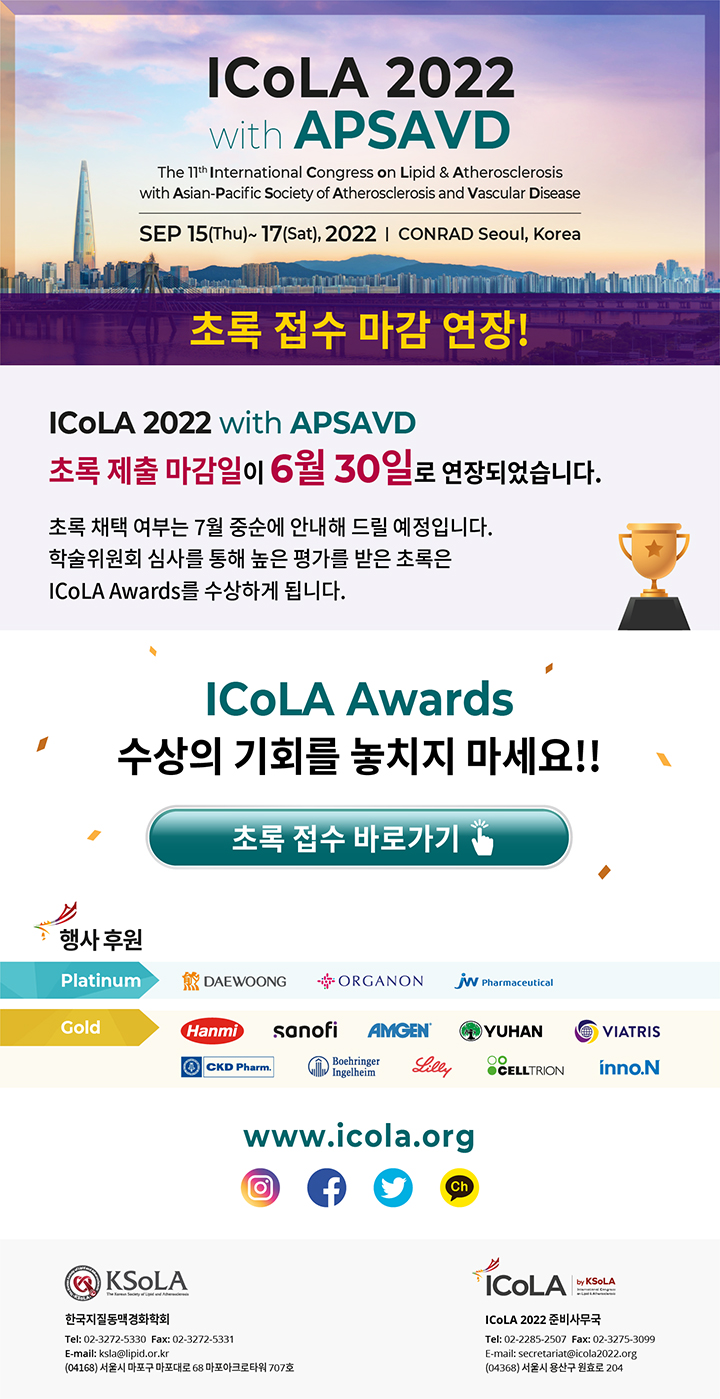 ICoLA 2022
with APSAVD
The 11th International Congress on Lipid & Atherosclerosis
with Asian-Pacific Society of Atherosclerosis and Vascular Disease
SEP 15(Thu)~ 17(Sat), 2022 | CONRAD Seoul, Korea
초록 접수 마감 연장!
ICoLA 2022 with APSAVD
초록 제출 마감일이 6월 30일로 연장되었습니다.
초록 채택 여부는 7월 중순에 안내해 드릴 예정입니다.
학술위원회 심사를 통해 높은 평가를 받은 초록은
ICoLA Awards를 수상하게 됩니다.
ICoLA Awards
수상의 기회를 놓치지 마세요!!
초록 접수 바로가기
행사 후원
Platinum DAEWOONG ORGANON JW Pharmaceutical
Gold Hanmi sanofi AMGEN® YUHAN VIATRIS
CKD Pharm. Boehringer Ingelheim Lilly CELLTRION inno.N
www.icola.org
Ch
KSoLA
The Korean Society of Lipid and Atherosclerosis
한국지질동맥경화학회
Tel: 02-3272-5330 Fax: 02-3272-5331
E-mail: ksla@lipid.or.kr
(04168) 서울시 마포구 마포대로 68 마포아크로타워 707호
ICoLA by KSoLA
International Congress on Lipid & Atherosclerosis
ICoLA 2022 준비사무국
Tel: 02-2285-2507 Fax: 02-3275-3099
E-mail: secretariat@icola2022.org
(04368) 서울시 용산구 원효로 204